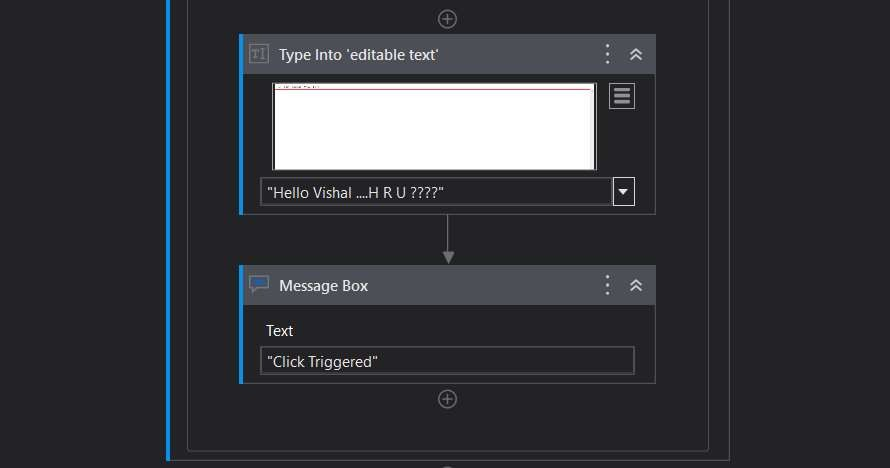 Type Into 'editable text'
"Hello Vishal ....H R U ????"
Message Box
Text
"Click Triggered"